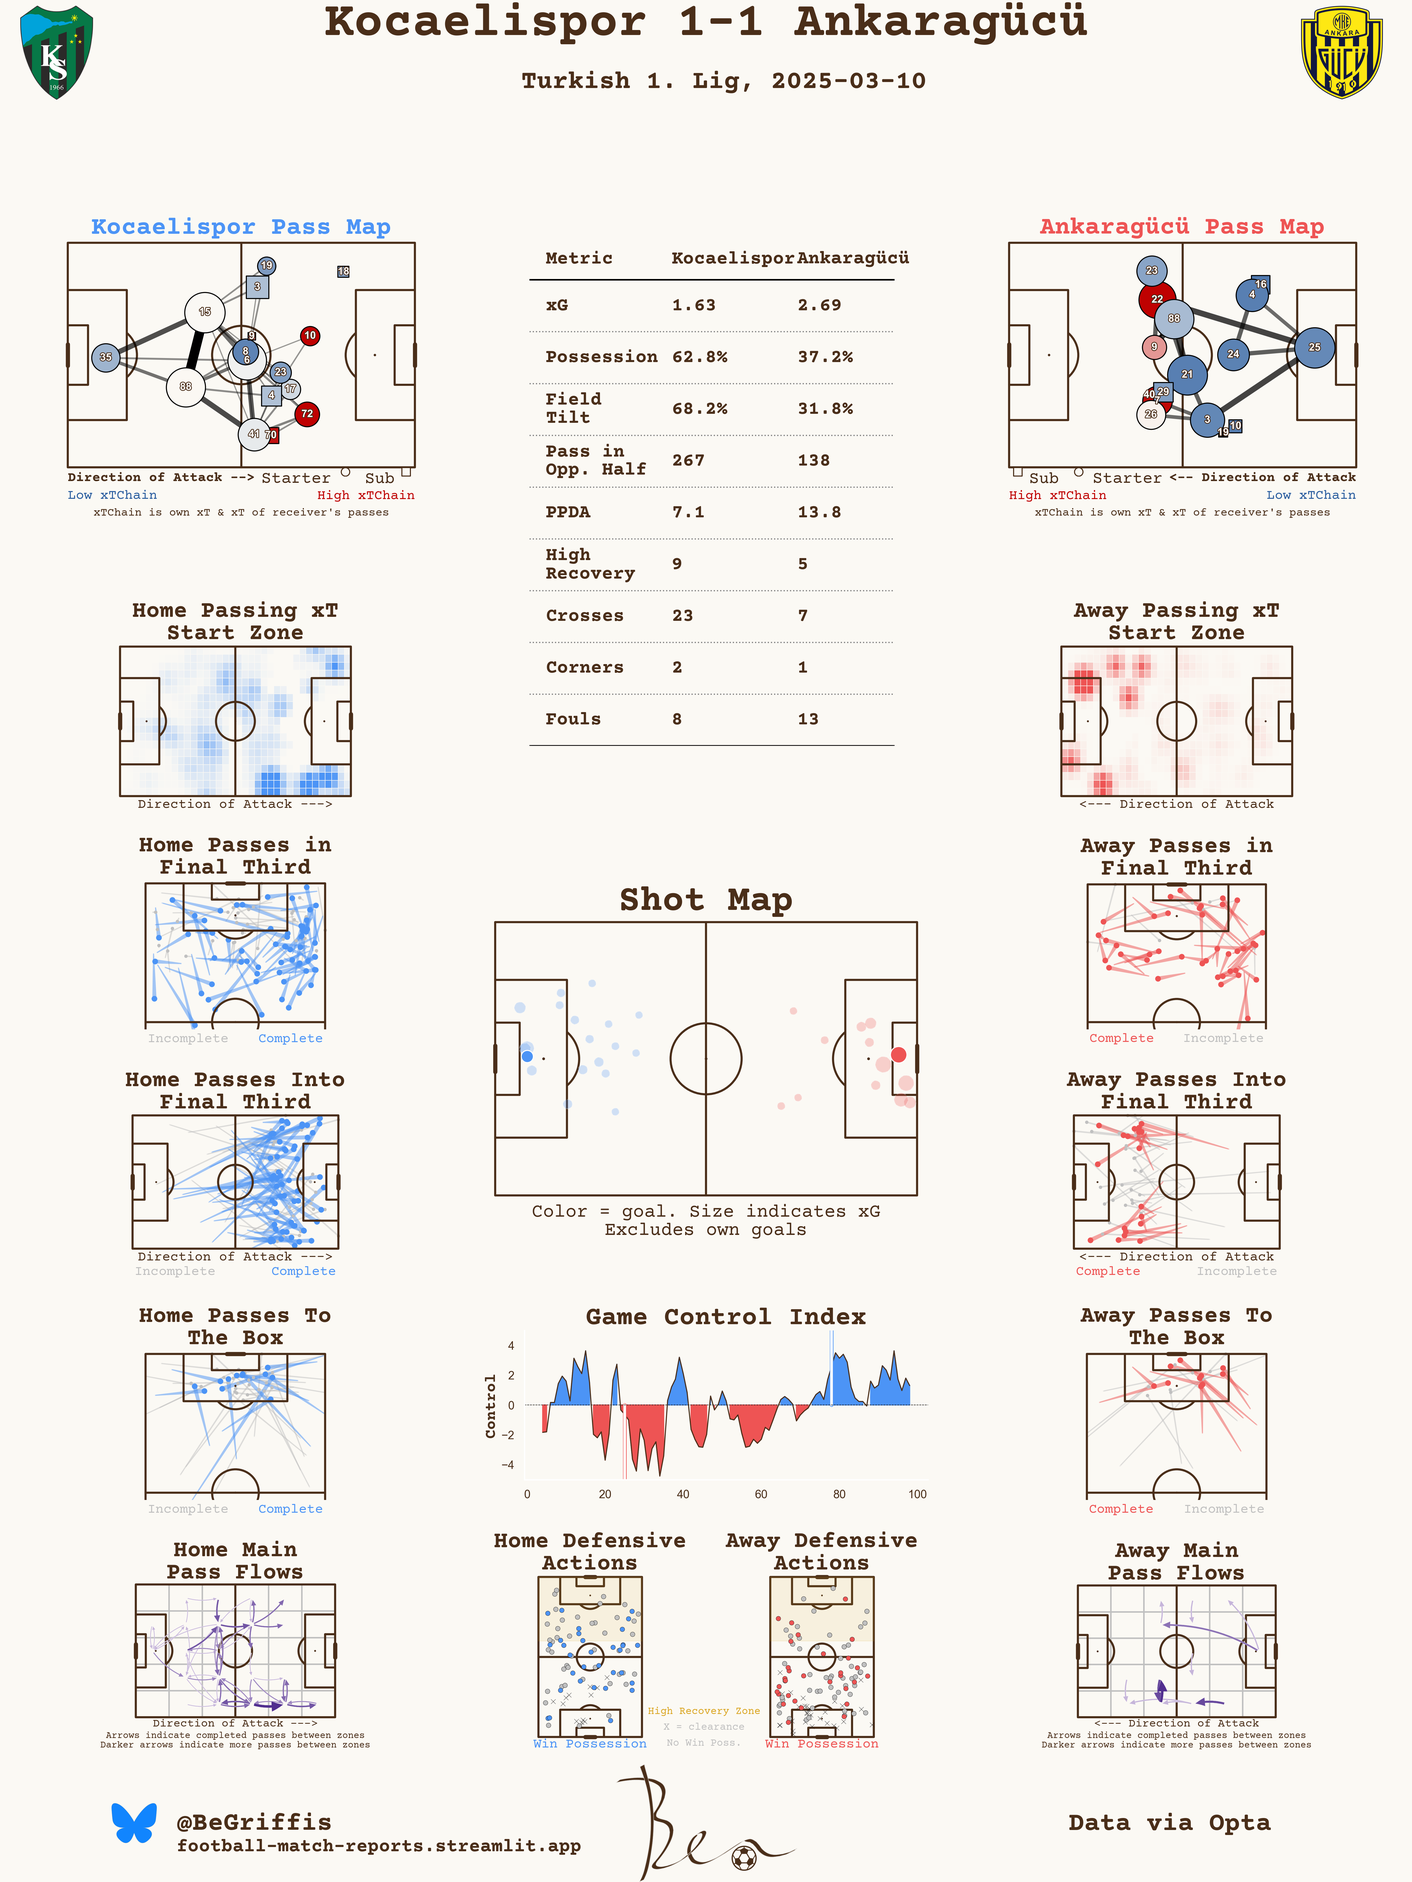 Kocaelispor 1-1 Ankaragücü
Turkish 1. Lig, 2025-03-10
KS
1966
MKE
ANKARA
GÜCÜ
1910
Kocaelispor Pass Map
19
3
18
15
9
10
8
6
35
23
88
4
17
72
41
70
Direction of Attack --> Starter Sub
Low xTChain High xTChain
xTChain is own xT & xT of receiver's passes
Metric Kocaelispor Ankaragücü
xG 1.63 2.69
Possession 62.8% 37.2%
Field
Tilt 68.2% 31.8%
Pass in
Opp. Half 267 138
PPDA 7.1 13.8
High
Recovery 9 5
Crosses 23 7
Corners 2 1
Fouls 8 13
Ankaragücü Pass Map
23
16
22
4
88
9
24
25
21
40
29
7
26
3
19
10
Sub Starter <-- Direction of Attack
High xTChain Low xTChain
xTChain is own xT & xT of receiver's passes
Home Passing xT
Start Zone
Direction of Attack --->
Away Passing xT
Start Zone
<--- Direction of Attack
Home Passes in
Final Third
Incomplete Complete
Away Passes in
Final Third
Complete Incomplete
Shot Map
Color = goal. Size indicates xG
Excludes own goals
Home Passes Into
Final Third
Direction of Attack --->
Incomplete Complete
Away Passes Into
Final Third
<--- Direction of Attack
Complete Incomplete
Home Passes To
The Box
Incomplete Complete
Game Control Index
Control
4
2
0
−2
−4
0 20 40 60 80 100
Away Passes To
The Box
Complete Incomplete
Home Main
Pass Flows
Direction of Attack --->
Arrows indicate completed passes between zones
Darker arrows indicate more passes between zones
Home Defensive
Actions
Win Possession
Away Defensive
Actions
Win Possession
High Recovery Zone
X = clearance
No Win Poss.
Away Main
Pass Flows
<--- Direction of Attack
Arrows indicate completed passes between zones
Darker arrows indicate more passes between zones
@BeGriffis
football-match-reports.streamlit.app
Ben
Data via Opta